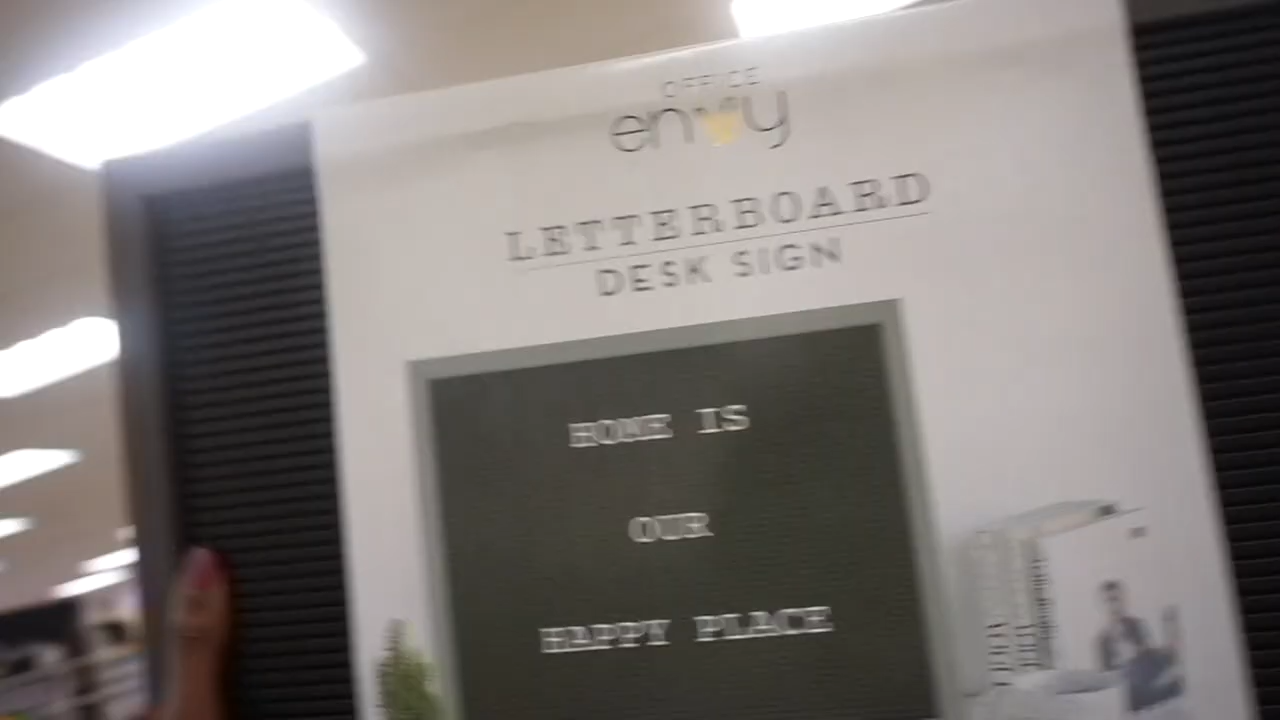 OFFICE
envy
LETTERBOARD
DESK SIGN
HOME IS
OUR
HAPPY PLACE